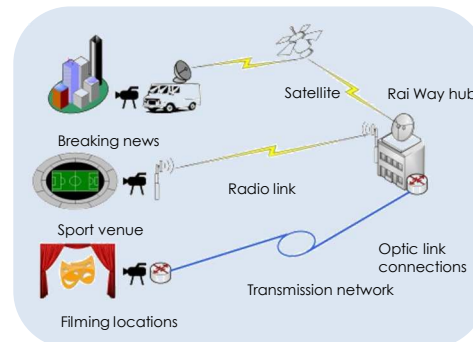 Satellite
Rai Way hub
Breaking news
Radio link
Sport venue
Optic link
connections
Transmission network
Filming locations